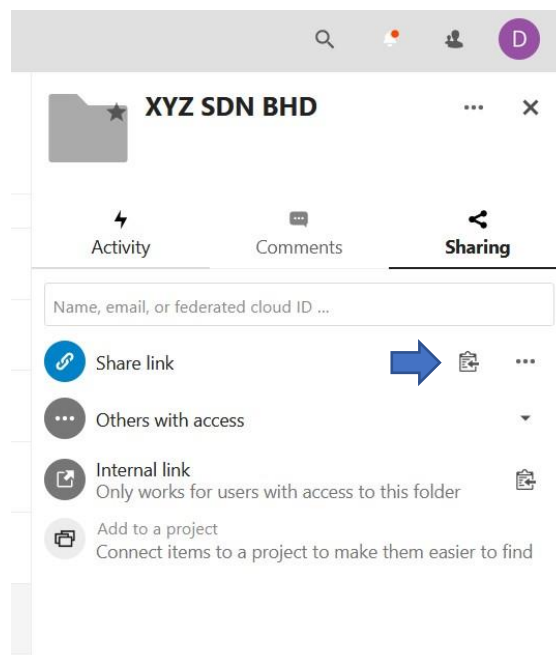 D
XYZ SDN BHD
Activity
Comments
Sharing
Name, email, or federated cloud ID ...
Share link
Others with access
Internal link
Only works for users with access to this folder
Add to a project
Connect items to a project to make them easier to find